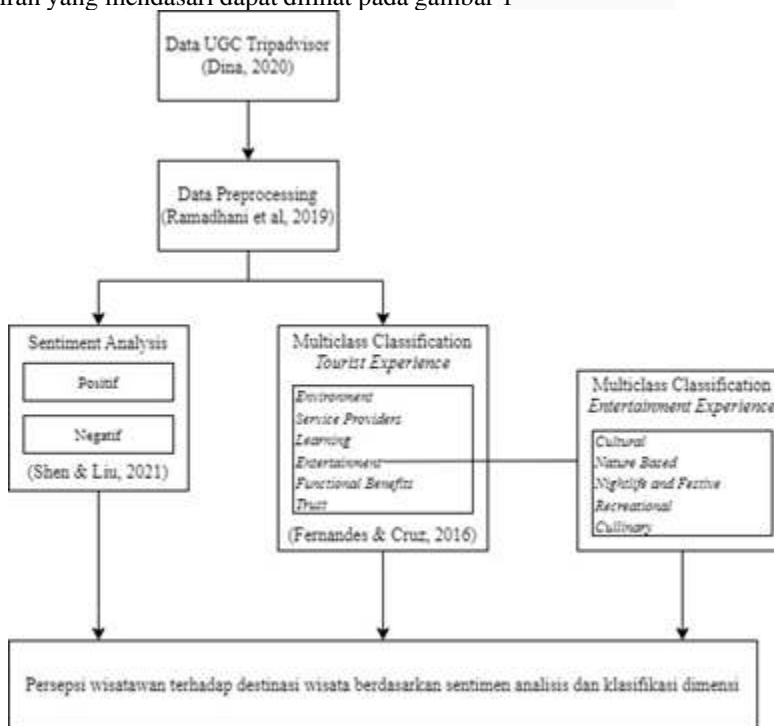 yang mendasari dapat dilihat pada gambar 1
Data UGC Tripadvisor
(Dina, 2020)
Data Preprocessing
(Ramadhani et al, 2019)
Sentiment Analysis
Positif
Negatif
(Shen & Liu, 2021)
Multiclass Classification
Tourist Experience
Environment
Service Providers
Learning
Entertainment
Functional Benefits
Trust
(Fernandes & Cruz, 2016)
Multiclass Classification
Entertainment Experience
Cultural
Nature Based
Nightlife and Festive
Recreational
Cullinary
Persepsi wisatawan terhadap destinasi wisata berdasarkan sentimen analisis dan klasifikasi dimensi